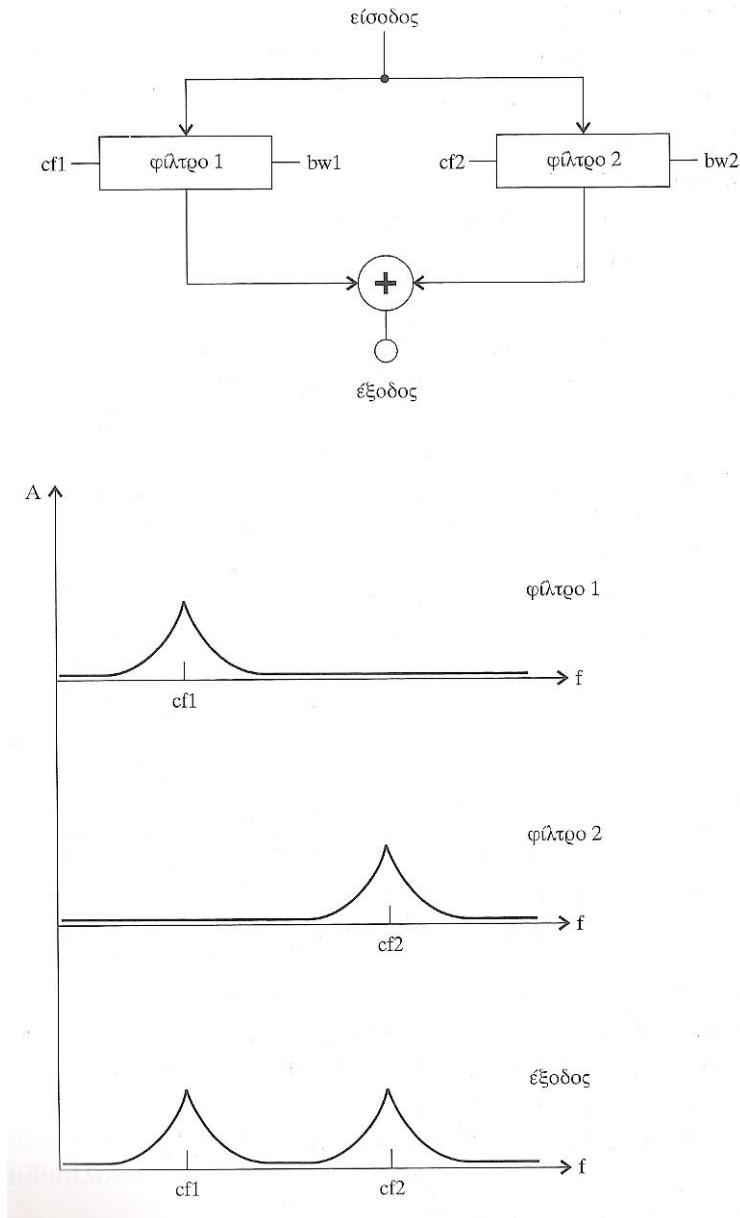 είσοδος
cf1 φίλτρο 1 bw1 cf2 φίλτρο 2 bw2
+
έξοδος
A
φίλτρο 1
f
cf1
φίλτρο 2
f
cf2
έξοδος
f
cf1 cf2